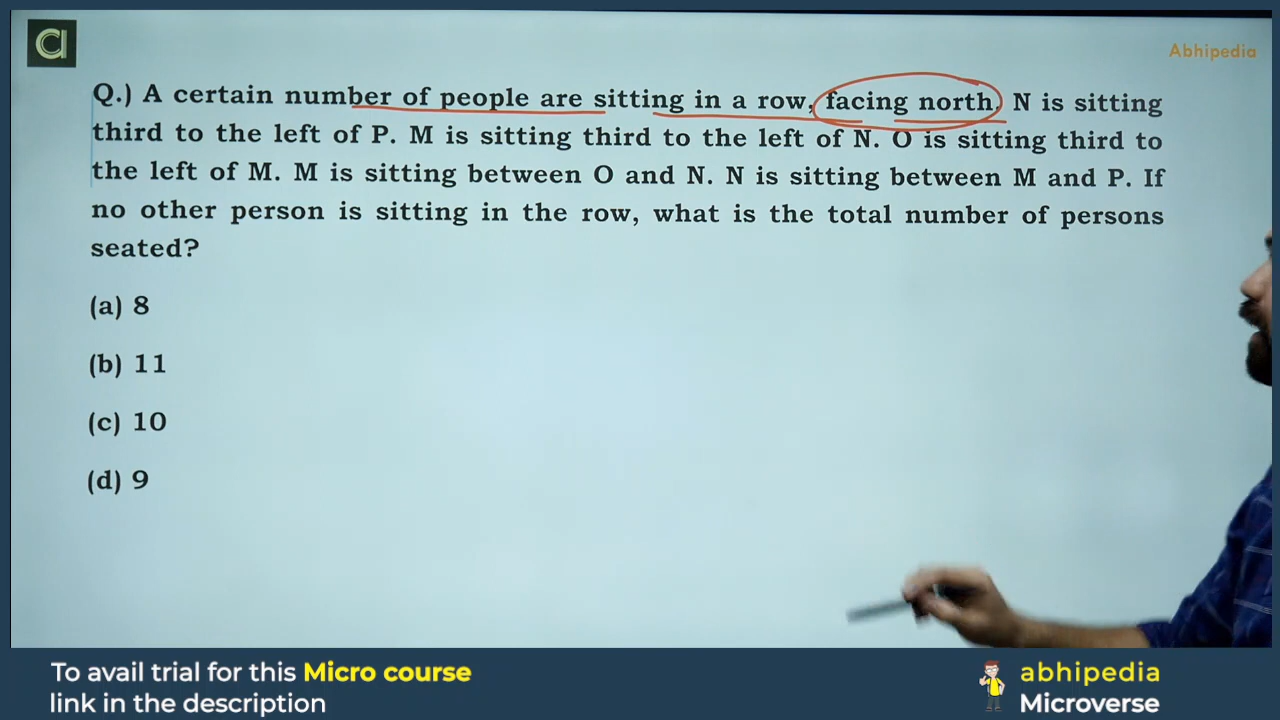 Abhipedia
Q.) A certain number of people are sitting in a row, facing north. N is sitting
third to the left of P. M is sitting third to the left of N. O is sitting third to
the left of M. M is sitting between O and N. N is sitting between M and P. If
no other person is sitting in the row, what is the total number of persons
seated?
(a) 8
(b) 11
(c) 10
(d) 9
To avail trial for this Micro course
link in the description
abhipedia
Microverse